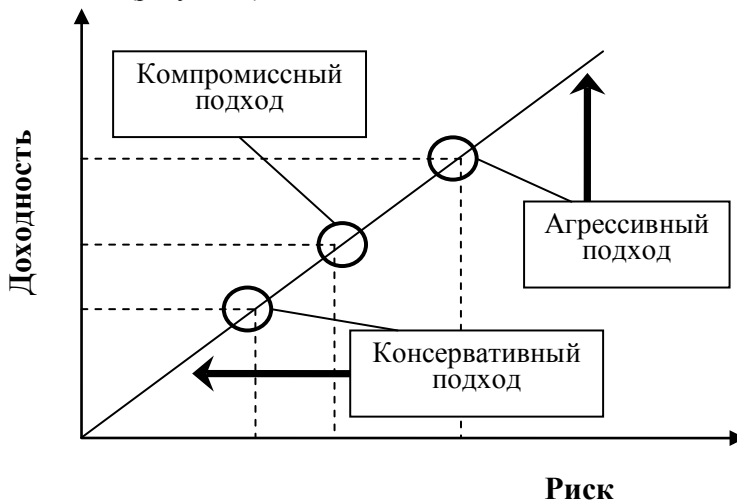 Компромиссный
подход
Доходность
Агрессивный
подход
Консервативный
подход
Риск